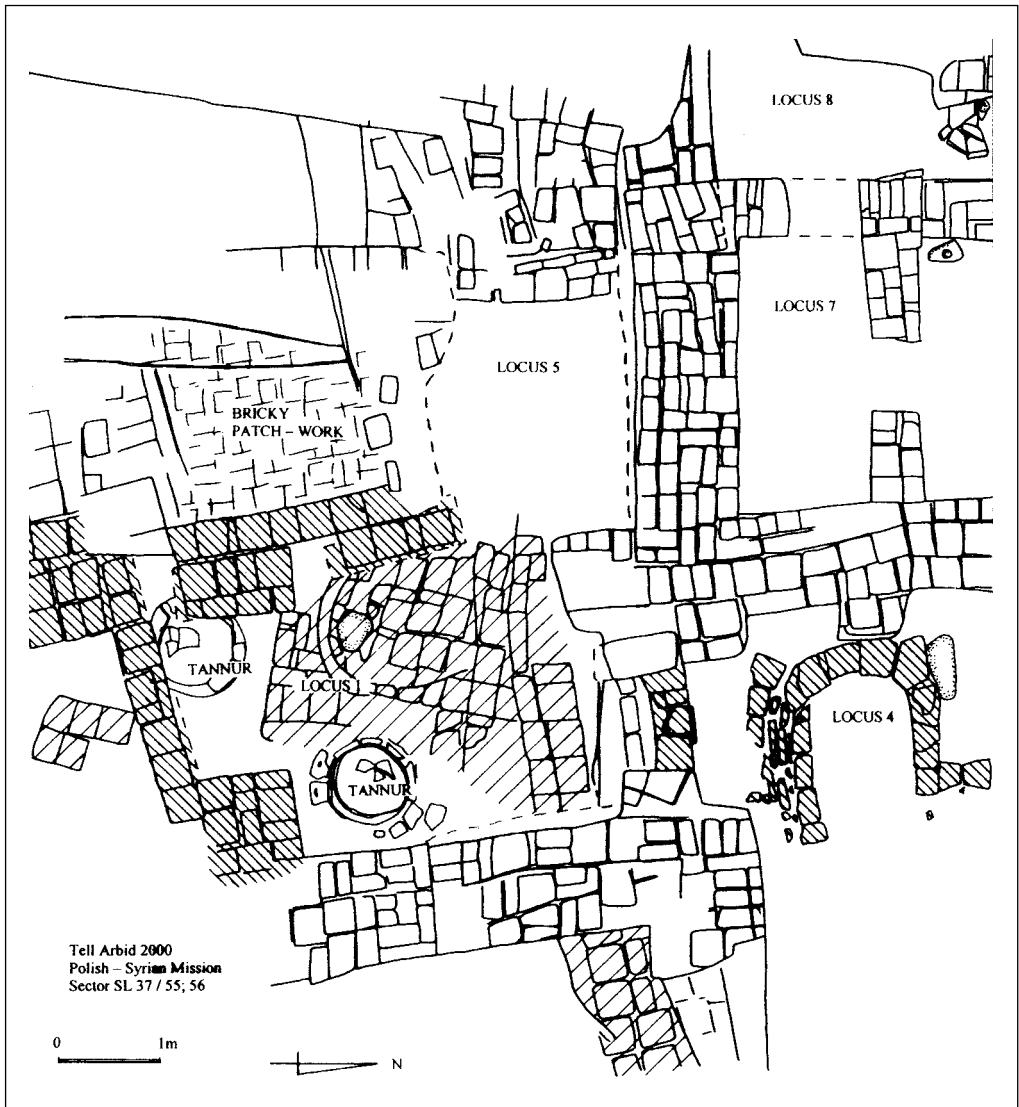 LOCUS 8
LOCUS 7
LOCUS 5
BRICKY
PATCH – WORK
TANNUR
LOCUS 1
LOCUS 4
TANNUR
Tell Arbid 2000
Polish – Syrian Mission
Sector SL 37 / 55; 56
0 1m
N